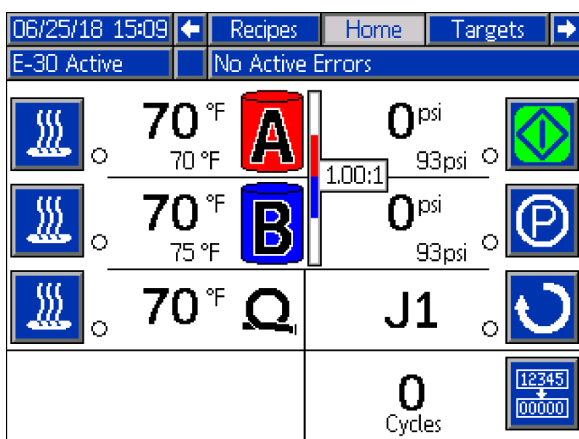 06/25/18 15:09 Recipes Home Targets
E-30 Active No Active Errors
70 °F A 0 psi
70 °F 93psi
1.00:1
70 °F B 0 psi P
75 °F 93psi
70 °F J1
12345
0 00000
Cycles